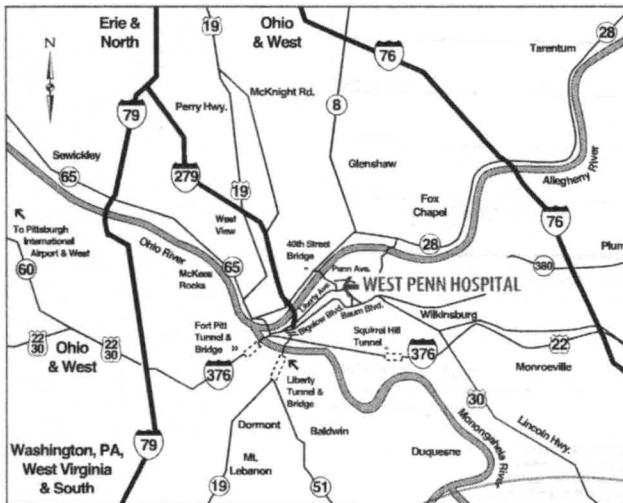 Erie &
North
Ohio
& West
19
76
28
Tarentum
N
McKnight Rd.
79
Perry Hwy.
8
Sewickley
65
279
Glenshaw
Allegheny River
19
Fox
Chapel
76
West
View
28
To Pittsburgh
International
Airport & West
Ohio River
40th Street
Bridge
Penn Ave.
380
Plum
60
McKees
Rocks
65
Liberty Ave.
WEST PENN HOSPITAL
Bigelow Blvd.
Baum Blvd.
Wilkinsburg
Fort Pitt
Tunnel &
Bridge
Squirrel Hill
Tunnel
22
30
22
30
Ohio
& West
376
376
22
Monroeville
Liberty
Tunnel &
Bridge
30
Lincoln Hwy.
Monongahela River
Dormont
Baldwin
Duquesne
Washington, PA,
West Virginia
& South
79
Mt.
Lebanon
19
51